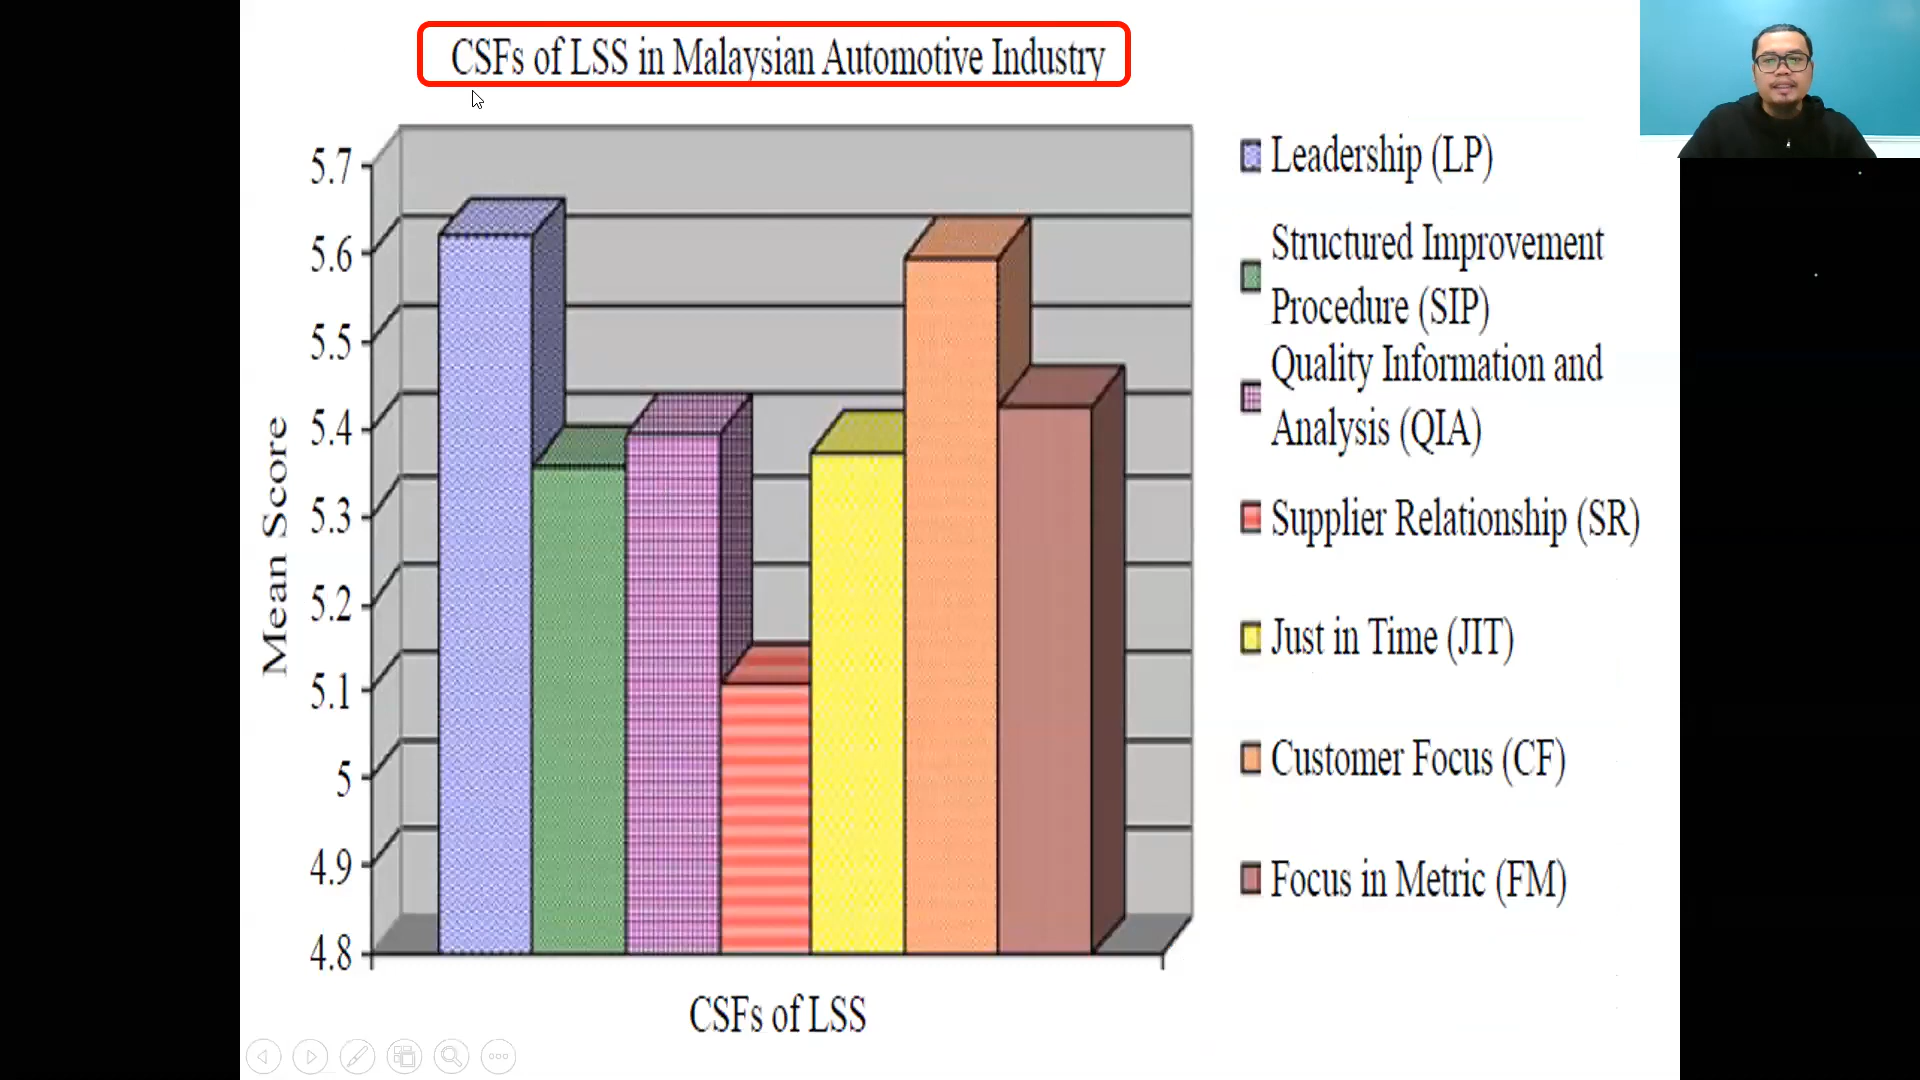 CSFs of LSS in Malaysian Automotive Industry
5.7
5.6
5.5
5.4
5.3
5.2
5.1
5
4.9
4.8
Mean Score
CSFs of LSS
Leadership (LP)
Structured Improvement
Procedure (SIP)
Quality Information and
Analysis (QIA)
Supplier Relationship (SR)
Just in Time (JIT)
Customer Focus (CF)
Focus in Metric (FM)